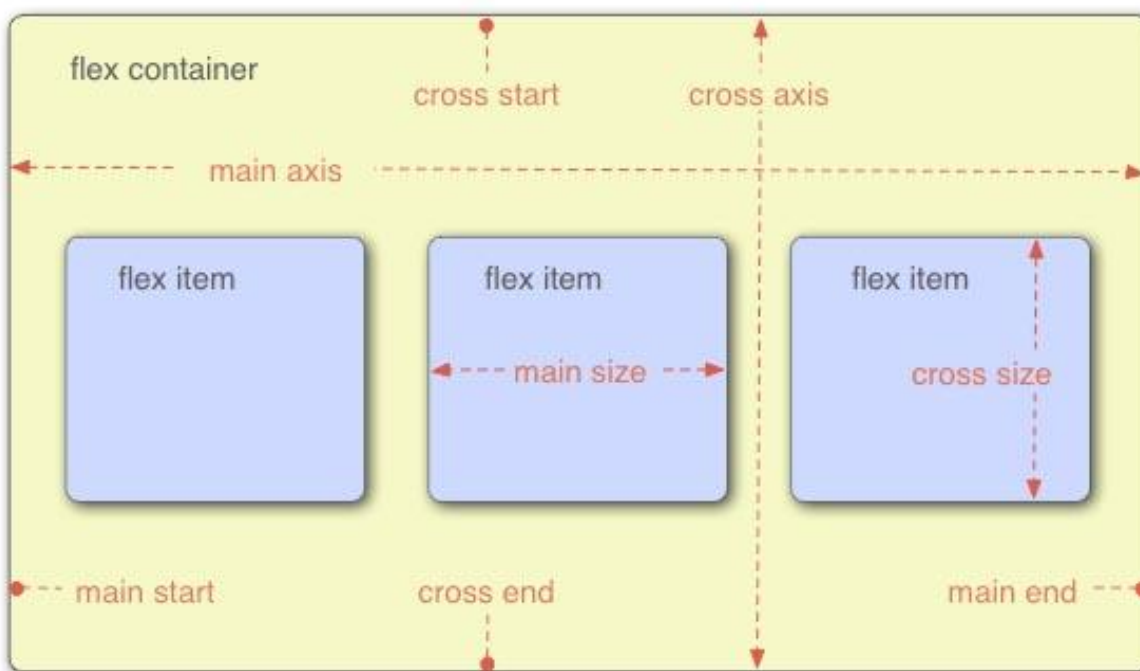 flex container
cross start
cross axis
main axis
flex item
flex item
flex item
main size
cross size
main start
cross end
main end